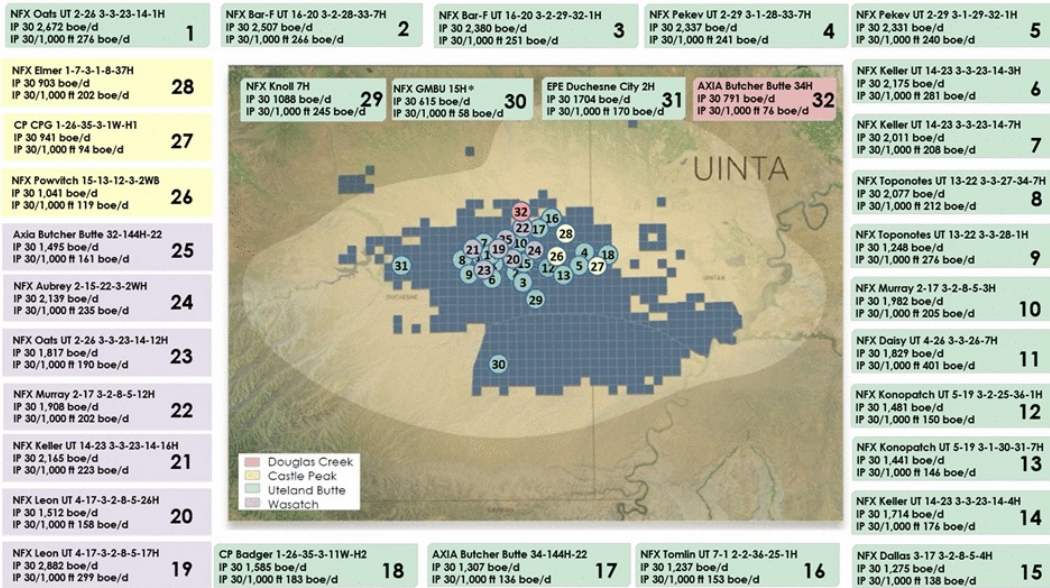 NFX Oats UT 2-26 3-3-23-14-1H
IP 30 2,672 boe/d
IP 30/1,000 ft 276 boe/d
1
NFX Bar-F UT 16-20 3-2-28-33-7H
IP 30 2,507 boe/d
IP 30/1,000 ft 266 boe/d
2
NFX Bar-F UT 16-20 3-2-29-32-1H
IP 30 2,380 boe/d
IP 30/1,000 ft 251 boe/d
3
NFX Pekev UT 2-29 3-1-28-33-7H
IP 30 2,337 boe/d
IP 30/1,000 ft 241 boe/d
4
NFX Pekev UT 2-29 3-1-29-32-1H
IP 30 2,331 boe/d
IP 30/1,000 ft 240 boe/d
5
NFX Keller UT 14-23 3-3-23-14-3H
IP 30 2,175 boe/d
IP 30/1,000 ft 281 boe/d
6
NFX Keller UT 14-23 3-3-23-14-7H
IP 30 2,011 boe/d
IP 30/1,000 ft 208 boe/d
7
NFX Toponotes UT 13-22 3-3-27-34-7H
IP 30 2,077 boe/d
IP 30/1,000 ft 212 boe/d
8
NFX Toponotes UT 13-22 3-3-28-1H
IP 30 1,248 boe/d
IP 30/1,000 ft 276 boe/d
9
NFX Murray 2-17 3-2-8-5-3H
IP 30 1,982 boe/d
IP 30/1,000 ft 205 boe/d
10
NFX Daisy UT 4-26 3-3-26-7H
IP 30 1,829 boe/d
IP 30/1,000 ft 401 boe/d
11
NFX Konopatch UT 5-19 3-2-25-36-1H
IP 30 1,481 boe/d
IP 30/1,000 ft 150 boe/d
12
NFX Konopatch UT 5-19 3-1-30-31-7H
IP 30 1,441 boe/d
IP 30/1,000 ft 146 boe/d
13
NFX Keller UT 14-23 3-3-23-14-4H
IP 30 1,714 boe/d
IP 30/1,000 ft 176 boe/d
14
NFX Dallas 3-17 3-2-8-5-4H
IP 30 1,275 boe/d
IP 30/1,000 ft 138 boe/d
15
NFX Tomlin UT 7-1 2-2-36-25-1H
IP 30 1,237 boe/d
IP 30/1,000 ft 153 boe/d
16
AXIA Butcher Butte 34-144H-22
IP 30 1,307 boe/d
IP 30/1,000 ft 136 boe/d
17
CP Badger 1-26-35-3-11W-H2
IP 30 1,585 boe/d
IP 30/1,000 ft 183 boe/d
18
NFX Leon UT 4-17-3-2-8-5-17H
IP 30 2,882 boe/d
IP 30/1,000 ft 299 boe/d
19
NFX Leon UT 4-17-3-2-8-5-26H
IP 30 1,512 boe/d
IP 30/1,000 ft 158 boe/d
20
NFX Keller UT 14-23 3-3-23-14-16H
IP 30 2,165 boe/d
IP 30/1,000 ft 223 boe/d
21
NFX Murray 2-17 3-2-8-5-12H
IP 30 1,908 boe/d
IP 30/1,000 ft 202 boe/d
22
NFX Oats UT 2-26 3-3-23-14-12H
IP 30 1,817 boe/d
IP 30/1,000 ft 190 boe/d
23
NFX Aubrey 2-15-22-3-2WH
IP 30 2,139 boe/d
IP 30/1,000 ft 235 boe/d
24
Axia Butcher Butte 32-144H-22
IP 30 1,495 boe/d
IP 30/1,000 ft 161 boe/d
25
NFX Powvitch 15-13-12-3-2WB
IP 30 1,041 boe/d
IP 30/1,000 ft 119 boe/d
26
CP CPG 1-26-35-3-1W-H1
IP 30 941 boe/d
IP 30/1,000 ft 94 boe/d
27
NFX Elmer 1-7-3-1-8-37H
IP 30 903 boe/d
IP 30/1,000 ft 202 boe/d
28
NFX Knoll 7H
IP 30 1088 boe/d
IP 30/1,000 ft 245 boe/d
29
NFX GMBU 15H*
IP 30 615 boe/d
IP 30/1,000 ft 58 boe/d
30
EPE Duchesne City 2H
IP 30 1704 boe/d
IP 30/1,000 ft 170 boe/d
31
AXIA Butcher Butte 34H
IP 30 791 boe/d
IP 30/1,000 ft 76 boe/d
32
UINTA
32
16
22
17
28
7
25
10
21
19
24
4
18
8
1
20
26
5
27
31
15
12
9
23
6
13
3
29
30
DUCHESNE
UINTAH
Douglas Creek
Castle Peak
Uteland Butte
Wasatch